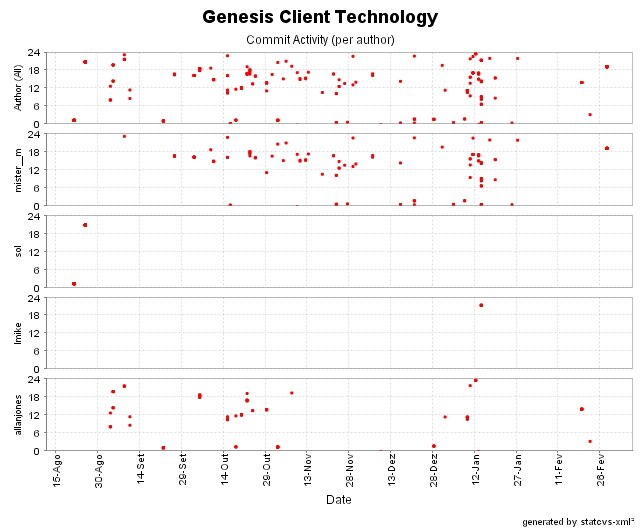 Genesis Client Technology
Commit Activity (per author)
Author (All)
24
18
12
6
0
mister__m
24
18
12
6
0
sol
24
18
12
6
0
lmike
24
18
12
6
0
allanjones
24
18
12
6
0
15-Ago 30-Ago 14-Set 29-Set 14-Out 29-Out 13-Nov 28-Nov 13-Dez 28-Dez 12-Jan 27-Jan 11-Fev 26-Fev
Date
generated by statcvs-xml²